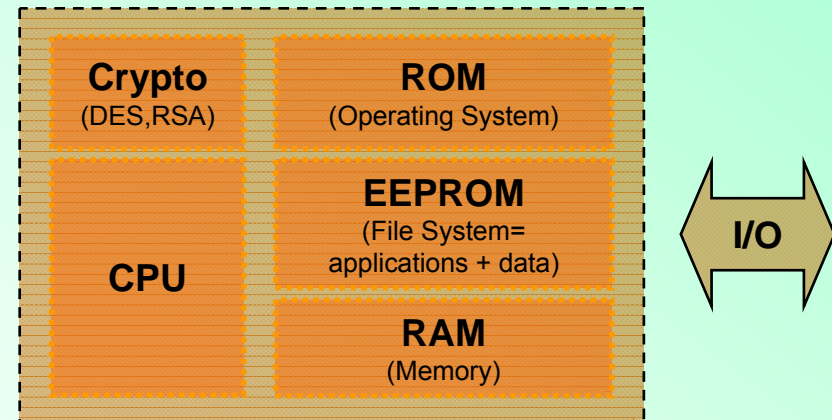 Crypto
(DES,RSA)
CPU
ROM
(Operating System)
EEPROM
(File System=
applications + data)
RAM
(Memory)
I/O